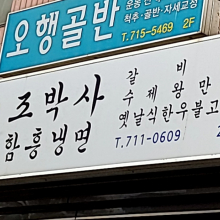 오행골반
척추·골반·자세교정
T. 715-5469 2F
조박사
함흥냉면
갈비
수제왕만
옛날식한우불고
T. 711-0609